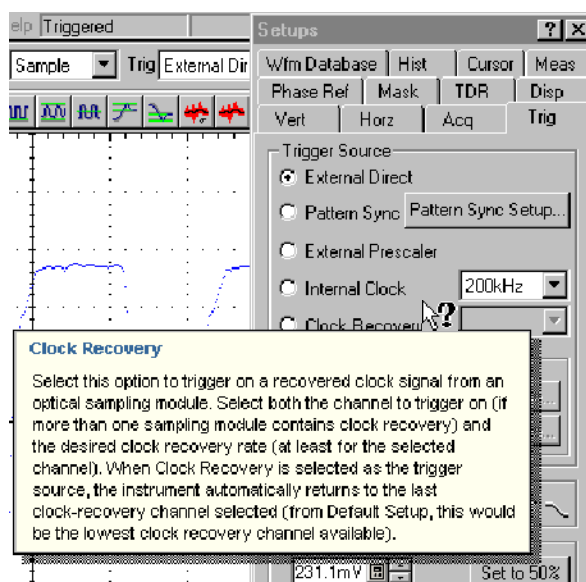 elp Triggered
Setups
Sample Trig External Dir
Wfm Database Hist Cursor Meas
Phase Ref Mask TDR Disp
Vert Horz Acq Trig
Trigger Source
External Direct
Pattern Sync Pattern Sync Setup...
External Prescaler
Internal Clock 200kHz
Clock Recovery
Clock Recovery
Select this option to trigger on a recovered clock signal from an
optical sampling module. Select both the channel to trigger on (if
more than one sampling module contains clock recovery) and
the desired clock recovery rate (at least for the selected
channel). When Clock Recovery is selected as the trigger
source, the instrument automatically returns to the last
clock-recovery channel selected (from Default Setup, this would
be the lowest clock recovery channel available).
231.1mV Set to 50%